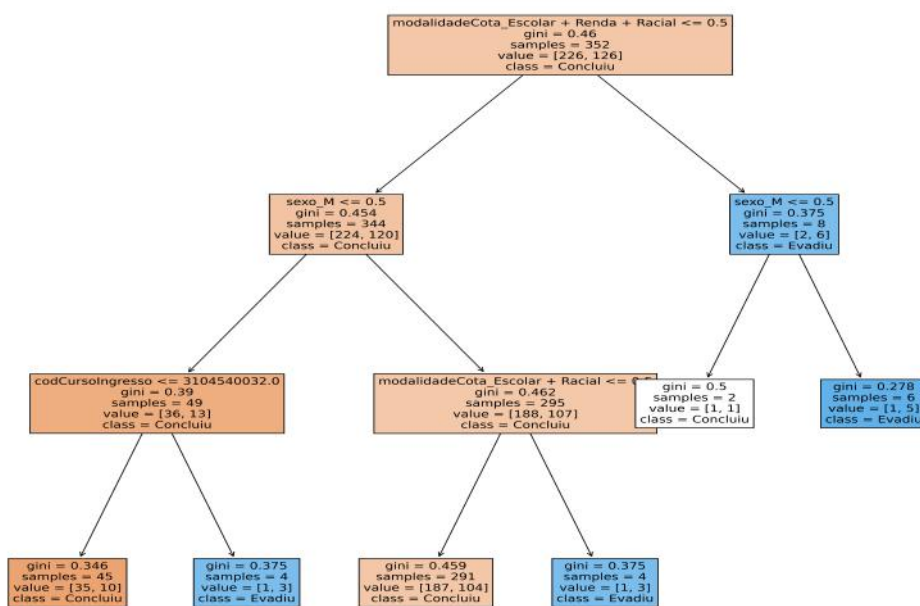 modalidadeCota_Escolar + Renda + Racial <= 0.5
gini = 0.46
samples = 352
value = [226, 126]
class = Concluiu
sexo_M <= 0.5
gini = 0.454
samples = 344
value = [224, 120]
class = Concluiu
sexo_M <= 0.5
gini = 0.375
samples = 8
value = [2, 6]
class = Evadiu
codCursoIngresso <= 3104540032.0
gini = 0.39
samples = 49
value = [36, 13]
class = Concluiu
modalidadeCota_Escolar + Racial <=
gini = 0.462
samples = 295
value = [188, 107]
class = Concluiu
gini = 0.5
samples = 2
value = [1, 1]
class = Concluiu
gini = 0.278
samples = 6
value = [1, 5]
class = Evadiu
gini = 0.346
samples = 45
value = [35, 10]
class = Concluiu
gini = 0.375
samples = 4
value = [1, 3]
class = Evadiu
gini = 0.459
samples = 291
value = [187, 104]
class = Concluiu
gini = 0.375
samples = 4
value = [1, 3]
class = Evadiu